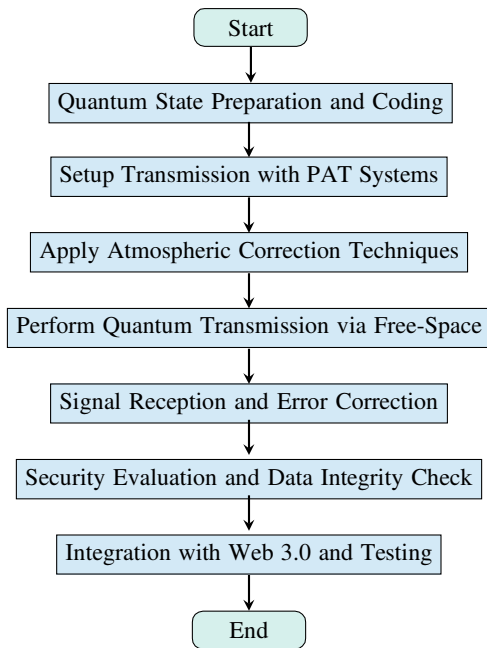 Start
Quantum State Preparation and Coding
Setup Transmission with PAT Systems
Apply Atmospheric Correction Techniques
Perform Quantum Transmission via Free-Space
Signal Reception and Error Correction
Security Evaluation and Data Integrity Check
Integration with Web 3.0 and Testing
End